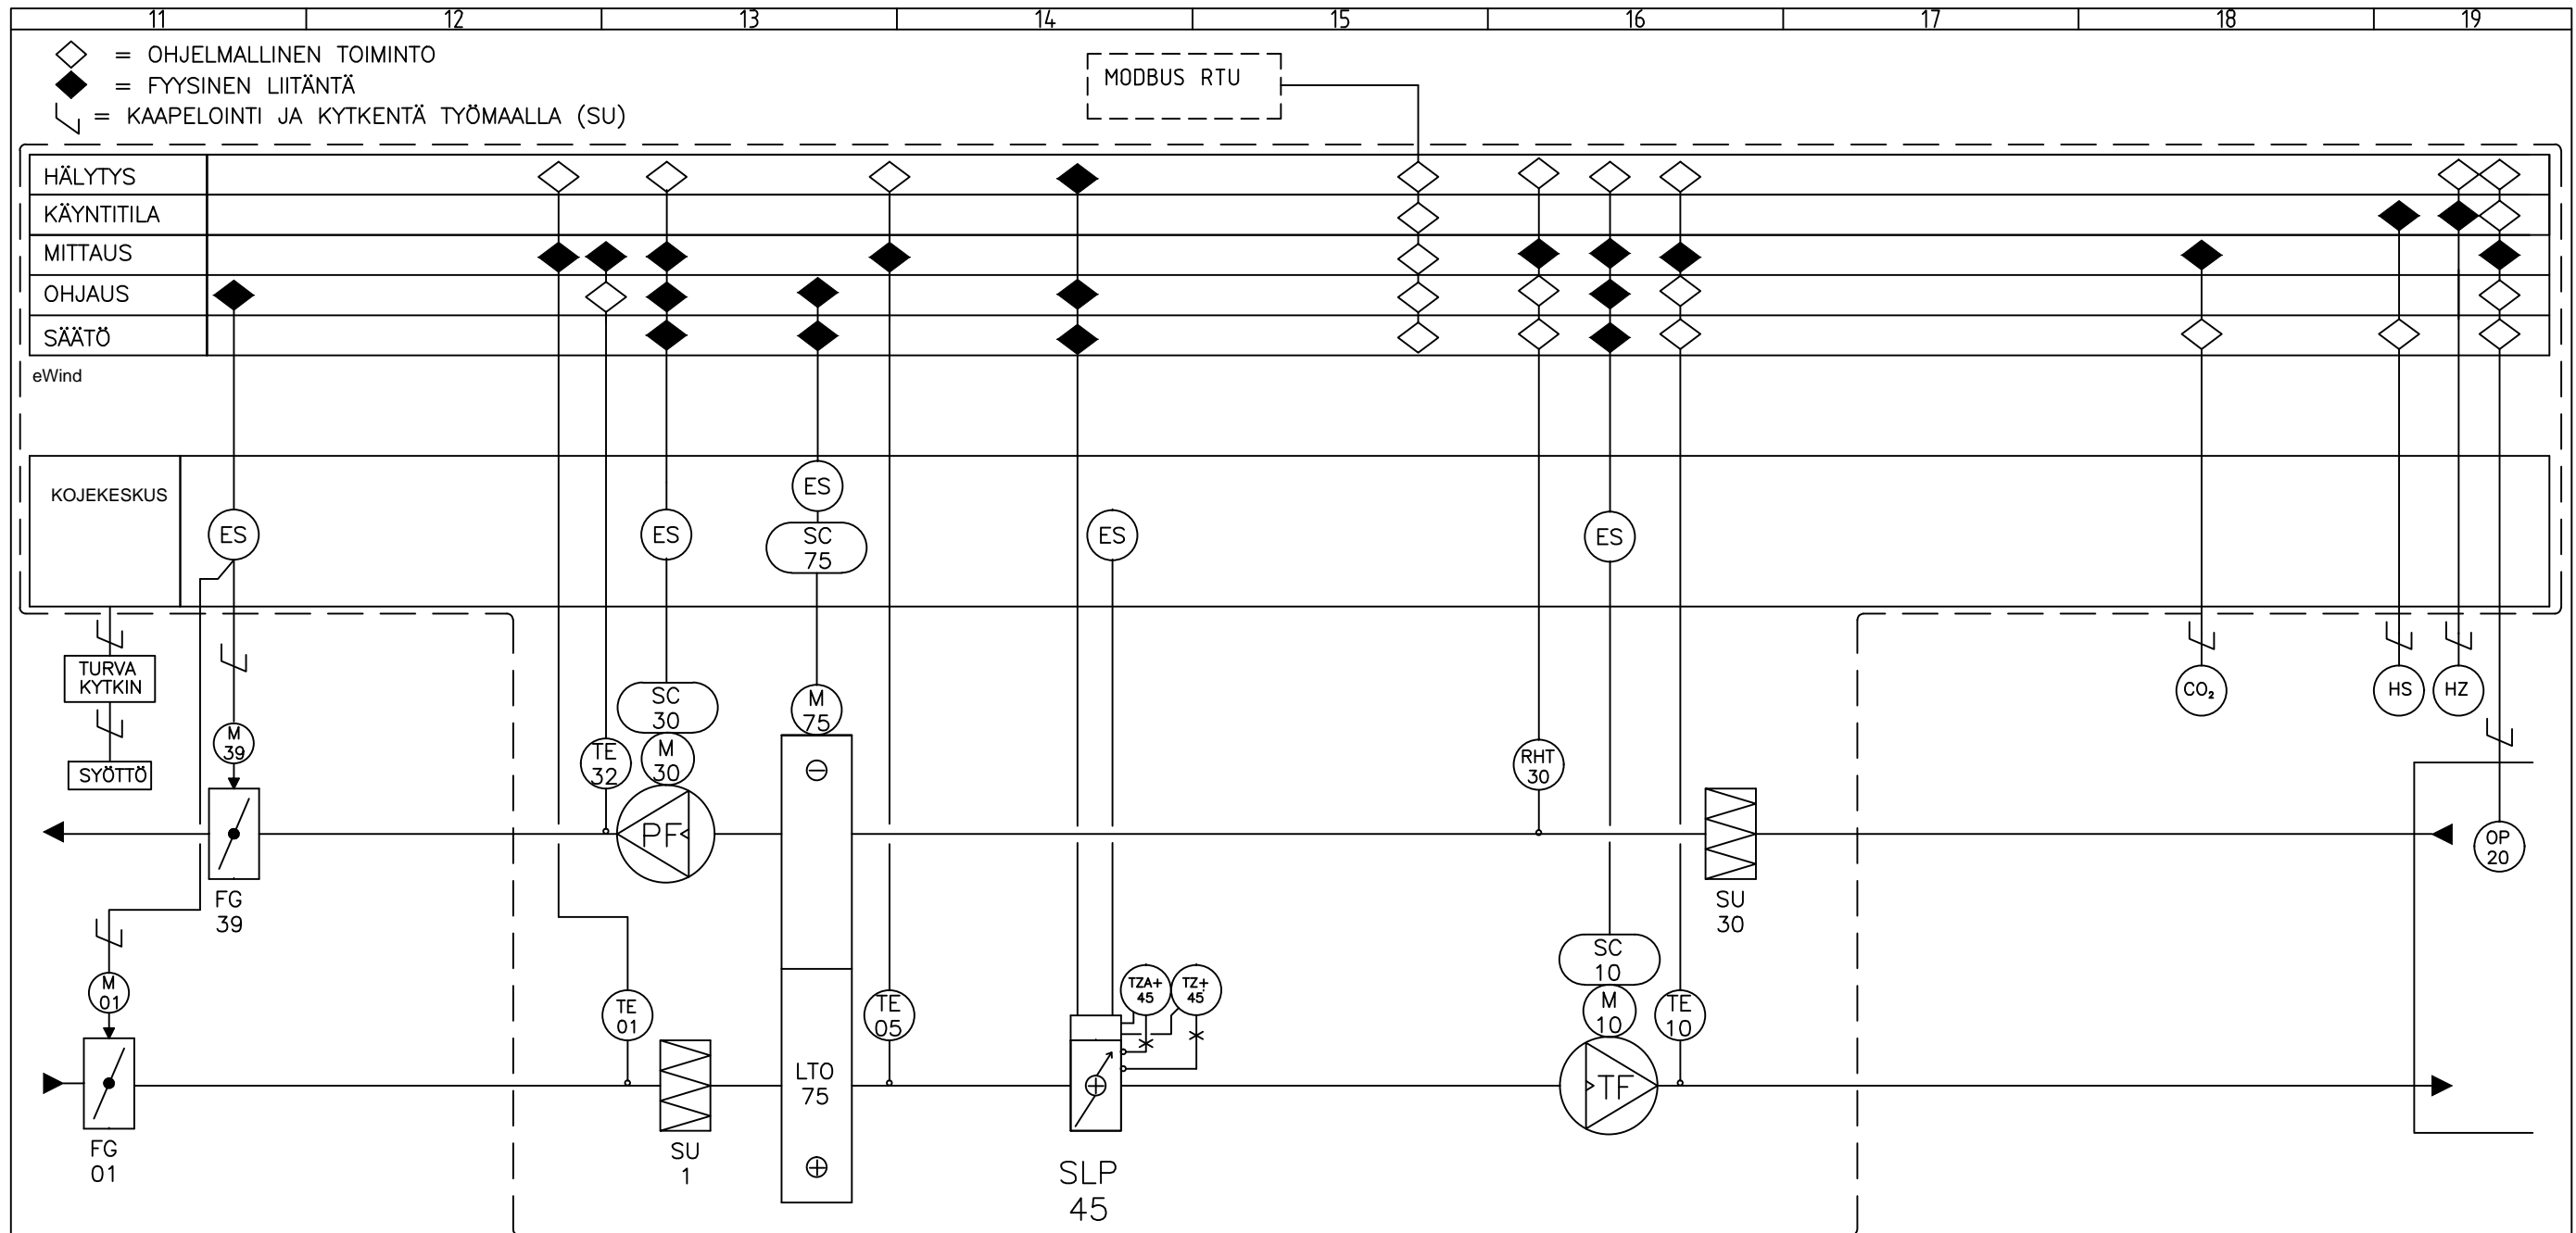 11 12 13 14 15 16 17 18 19
= OHJELMALLINEN TOIMINTO
= FYYSINEN LIITÄNTÄ
= KAAPELOINTI JA KYTKENTÄ TYÖMAALLA (SU)
MODBUS RTU
HÄLYTYS
KÄYNTITILA
MITTAUS
OHJAUS
SÄÄTÖ
eWind
KOJEKESKUS
ES
ES
ES
SC
75
ES
ES
TURVA
KYTKIN
SYÖTTÖ
M
39
TE
32
SC
30
M
30
M
75
RHT
30
CO₂
HS
HZ
PF
OP
20
FG
39
SU
30
M
01
TE
01
TE
05
TZA+
45
TZ+
45
SC
10
M
10
TE
10
LTO
75
TF
FG
01
SU
1
SLP
45